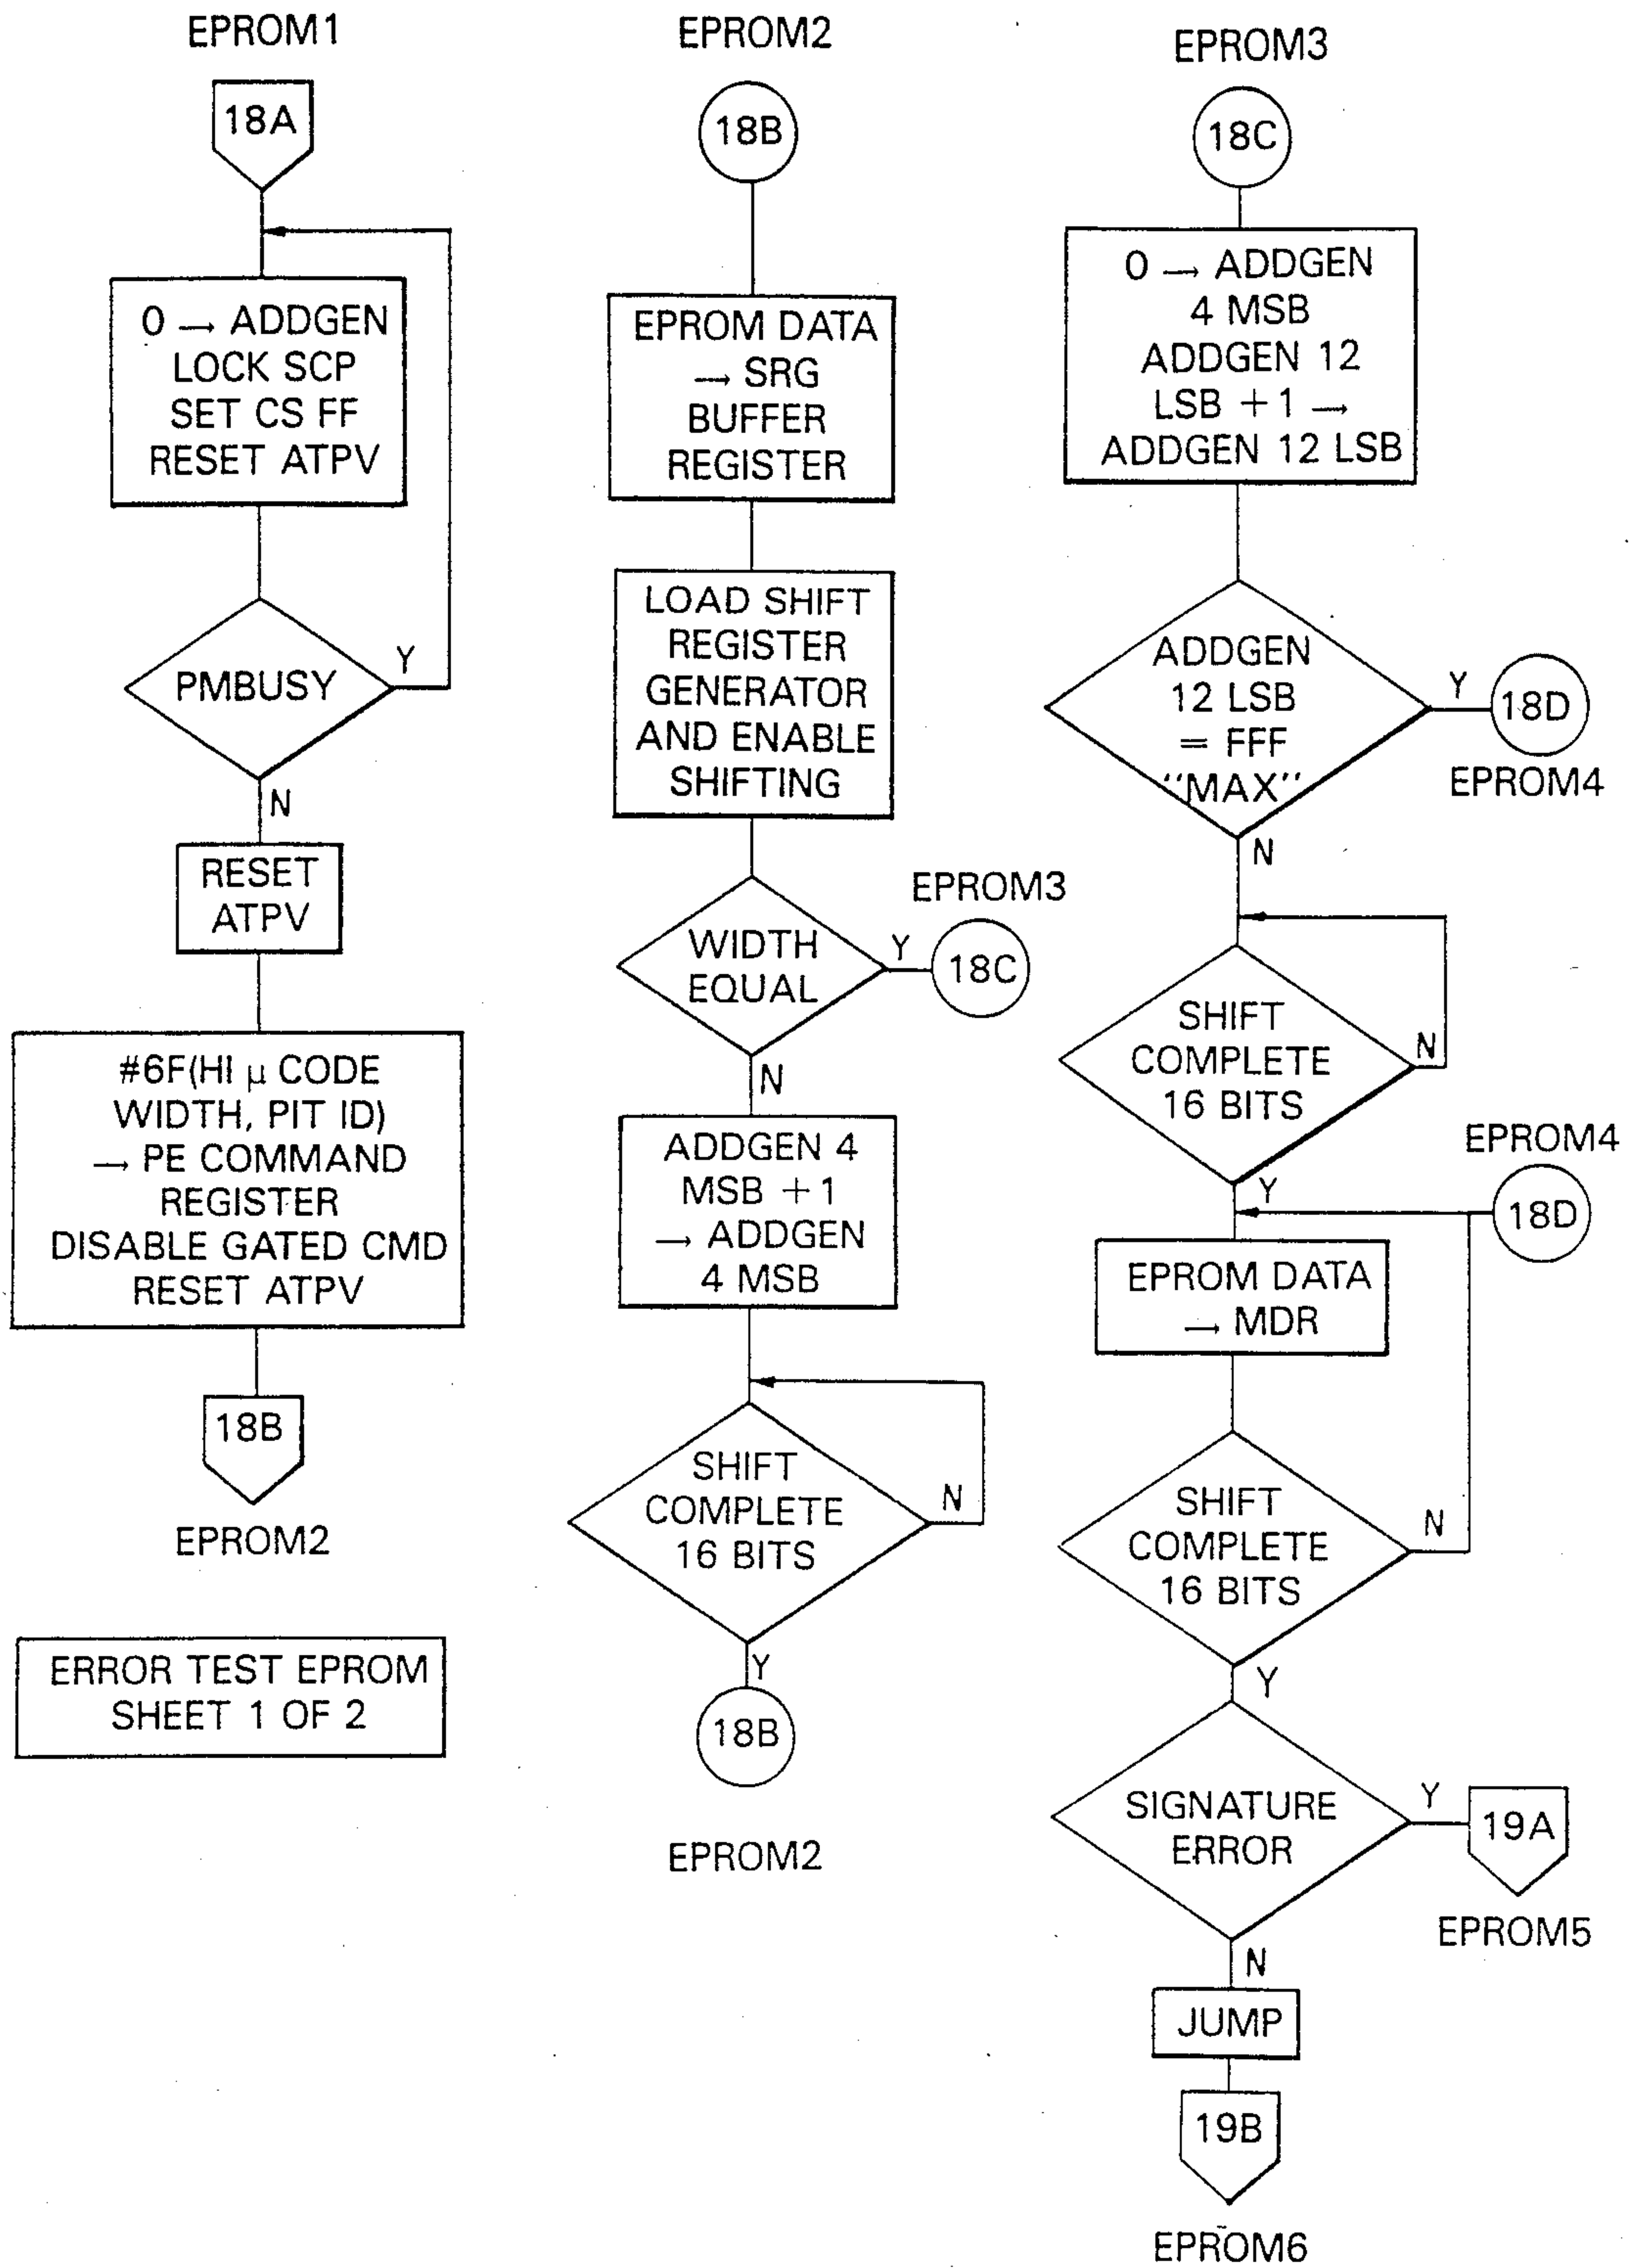 EPROM1
18A
0 → ADDGEN
LOCK SCP
SET CS FF
RESET ATPV
PMBUSY
Y
N
RESET
ATPV
#6F(HI μ CODE
WIDTH, PIT ID)
→ PE COMMAND
REGISTER
DISABLE GATED CMD
RESET ATPV
18B
EPROM2
ERROR TEST EPROM
SHEET 1 OF 2
EPROM2
18B
EPROM DATA
→ SRG
BUFFER
REGISTER
LOAD SHIFT
REGISTER
GENERATOR
AND ENABLE
SHIFTING
WIDTH
EQUAL
Y
EPROM3
18C
N
ADDGEN 4
MSB +1
→ ADDGEN
4 MSB
SHIFT
COMPLETE
16 BITS
N
Y
18B
EPROM2
EPROM3
18C
0 → ADDGEN
4 MSB
ADDGEN 12
LSB +1 →
ADDGEN 12 LSB
ADDGEN
12 LSB
= FFF
"MAX"
Y
18D
EPROM4
N
SHIFT
COMPLETE
16 BITS
N
Y
EPROM4
18D
EPROM DATA
→ MDR
SHIFT
COMPLETE
16 BITS
N
Y
SIGNATURE
ERROR
Y
19A
EPROM5
N
JUMP
19B
EPROM6